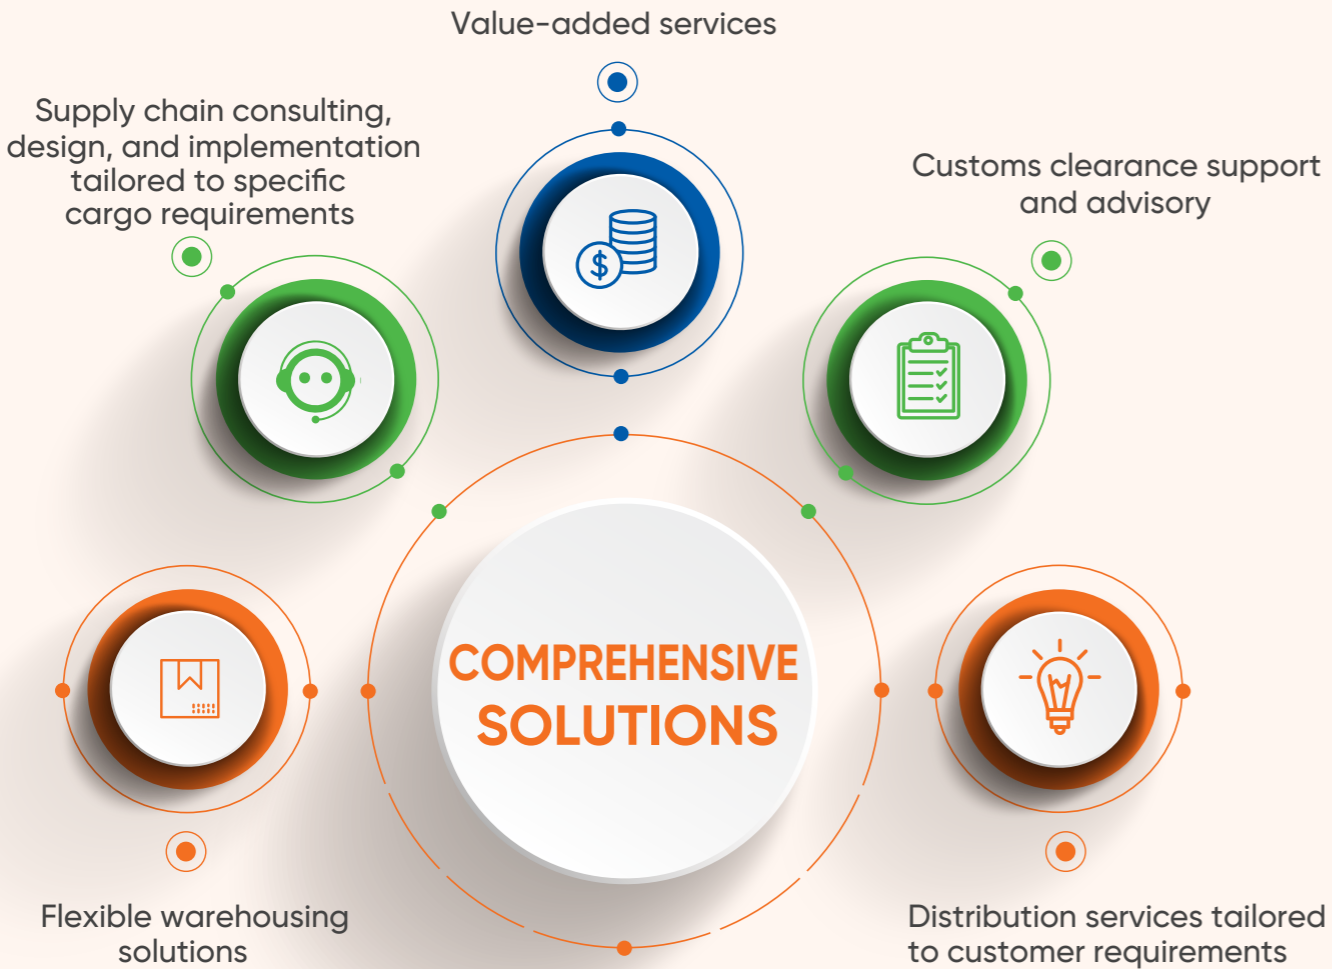 Value-added services
Supply chain consulting,
design, and implementation
tailored to specific
cargo requirements
Customs clearance support
and advisory
$
COMPREHENSIVE
SOLUTIONS
Flexible warehousing
solutions
Distribution services tailored
to customer requirements